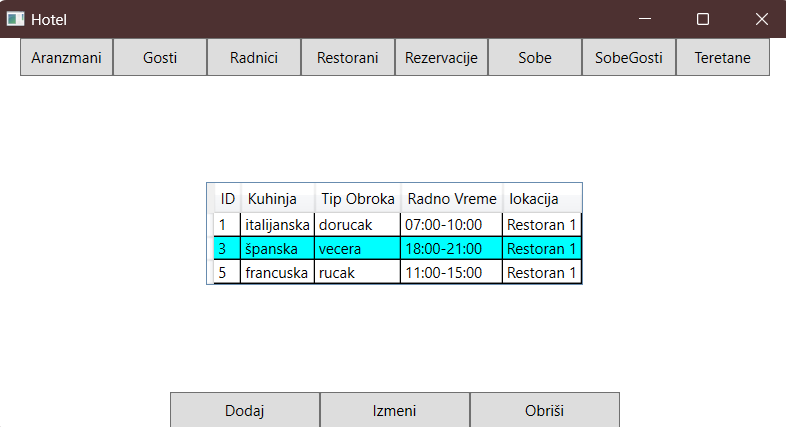 Hotel
Aranzmani Gosti Radnici Restorani Rezervacije Sobe SobeGosti Teretane
ID Kuhinja Tip Obroka Radno Vreme lokacija
1 italijanska dorucak 07:00-10:00 Restoran 1
3 španska vecera 18:00-21:00 Restoran 1
5 francuska rucak 11:00-15:00 Restoran 1
Dodaj Izmeni Obriši